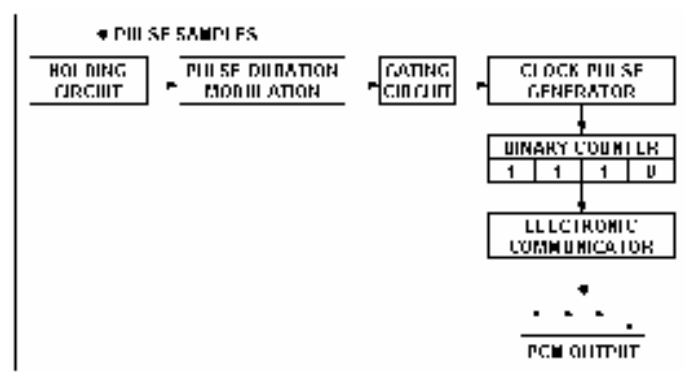 PULSE SAMPLES
HOLDING
CIRCUIT
PULSE DURATION
MODULATION
GATING
CIRCUIT
CLOCK PULSE
GENERATOR
BINARY COUNTER
1 1 1 0
ELECTRONIC
COMMUNICATOR
PCM OUTPUT